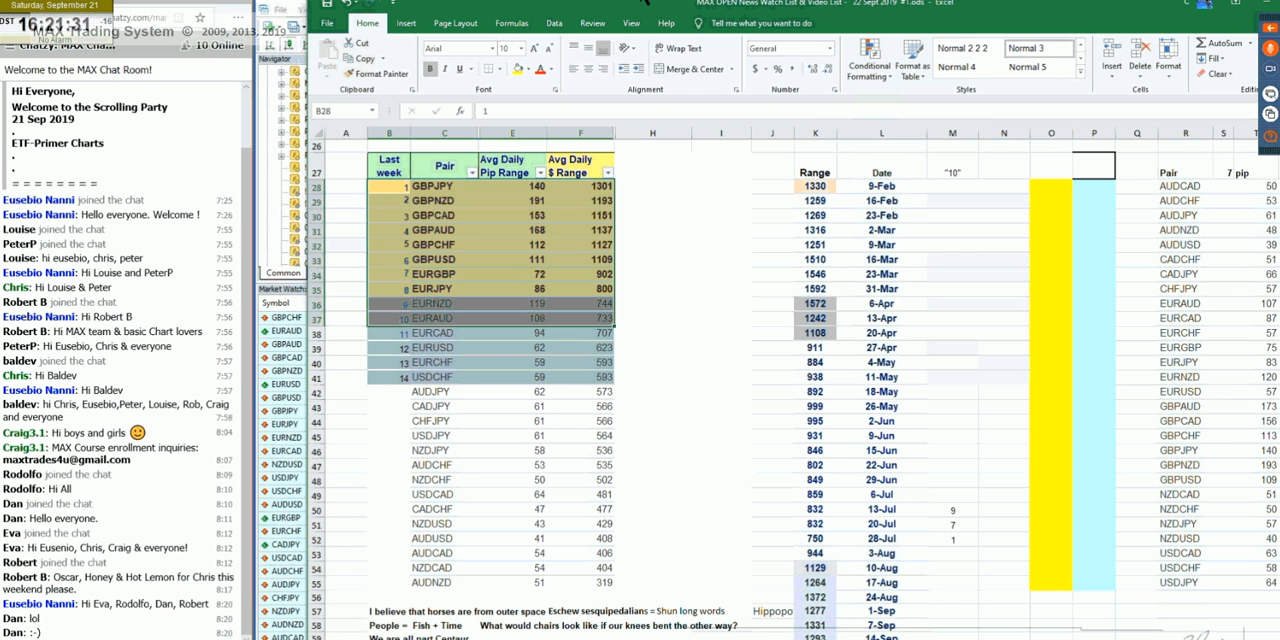 Saturday, September 21
DST 16:21:31 -16
No Alarm
hatzy.com/ma:
MAX Trading System © 2009, 2013, 2019
Chatzy: MAX Cha... 10 Online
Welcome to the MAX Chat Room!
Hi Everyone,
Welcome to the Scrolling Party
21 Sep 2019
.
ETF-Primer Charts
.
.
= = = = = = = =
Eusebio Nanni joined the chat 7:25
Eusebio Nanni: Hello everyone. Welcome ! 7:26
Louise joined the chat 7:55
PeterP joined the chat 7:55
Louise: hi eusebio, chris, peter 7:55
Eusebio Nanni: Hi Louise and PeterP 7:55
Chris: Hi Louise & Peter 7:55
Robert B joined the chat 7:56
Eusebio Nanni: Hi Robert B 7:56
Robert B: Hi MAX team & basic Chart lovers 7:56
PeterP: Hi Eusebio, Chris & everyone 7:56
baldev joined the chat 7:57
Chris: Hi Baldev 7:57
Eusebio Nanni: Hi Baldev 7:57
baldev: hi Chris, Eusebio,Peter, Louise, Rob, Craig
and everyone 7:58
Craig3.1: Hi boys and girls 8:04
Craig3.1: MAX Course enrollment inquiries:
maxtrades4u@gmail.com 8:07
Rodolfo joined the chat 8:09
Rodolfo: Hi All 8:10
Dan joined the chat 8:10
Dan: Hello everyone. 8:11
Eva joined the chat 8:12
Eva: Hi Eusenio, Chris, Craig & everyone! 8:12
Robert joined the chat 8:12
Robert B: Oscar, Honey & Hot Lemon for Chris this
weekend please. 8:17
Eusebio Nanni: Hi Eva, Rodolfo, Dan, Robert 8:20
Dan: lol 8:20
Dan: :-) 8:20
File
Navigator
Common
Market Watch:
Symbol
GBPCHF
EURAUD
GBPAUD
GBPCAD
GBPNZD
EURUSD
GBPUSD
GBPJPY
EURJPY
EURNZD
EURCAD
NZDUSD
USDJPY
USDCHF
AUDUSD
EURGBP
EURCHF
CADJPY
USDCAD
AUDCHF
AUDJPY
CHFJPY
NZDJPY
AUDNZD
AUDCAD
MAX OPEN News Watch List & Video List - 22 Sept 2019 #1.ods - Excel
File Home Insert Page Layout Formulas Data Review View Help Tell me what you want to do
Paste Cut
Copy
Format Painter
Clipboard
Arial 10
B I U
Font
Wrap Text
Merge & Center
Alignment
General
$ % ,
Number
Conditional Formatting
Format as Table
Normal 2 2 2 Normal 3
Normal 4 Normal 5
Styles
Insert Delete Format
Cells
AutoSum
Fill
Clear
Editin
B28 1
A B C E F H I J K L M N O P Q R S T
26
27 Last week Pair Avg Daily Pip Range Avg Daily $ Range Range Date "10" Pair 7 pip
28 1 GBPJPY 140 1301 1330 9-Feb AUDCAD 50
29 2 GBPNZD 191 1193 1259 16-Feb AUDCHF 53
30 3 GBPCAD 153 1151 1269 23-Feb AUDJPY 61
31 4 GBPAUD 168 1137 1316 2-Mar AUDNZD 48
32 5 GBPCHF 112 1127 1251 9-Mar AUDUSD 39
33 6 GBPUSD 111 1109 1510 16-Mar CADCHF 51
34 7 EURGBP 72 902 1546 23-Mar CADJPY 66
35 8 EURJPY 86 800 1592 31-Mar CHFJPY 57
36 9 EURNZD 119 744 1572 6-Apr EURAUD 107
37 10 EURAUD 108 733 1242 13-Apr EURCAD 93
38 11 EURCAD 94 707 1108 20-Apr EURCHF 57
39 12 EURUSD 62 623 911 27-Apr EURGBP 75
40 13 EURCHF 59 593 884 4-May EURJPY 83
41 14 USDCHF 59 593 938 11-May EURNZD 120
42 AUDJPY 62 573 892 18-May EURUSD 67
43 CADJPY 61 566 999 26-May GBPAUD 173
44 CHFJPY 61 566 995 2-Jun GBPCAD 156
45 USDJPY 61 564 931 9-Jun GBPCHF 113
46 NZDJPY 58 536 846 15-Jun GBPJPY 136
47 AUDCHF 53 535 802 22-Jun GBPNZD 193
48 NZDCHF 50 502 849 29-Jun GBPUSD 109
49 USDCAD 64 481 859 6-Jul NZDCAD 51
50 CADCHF 47 477 832 13-Jul 9 NZDCHF 51
51 NZDUSD 43 429 832 20-Jul 7 NZDJPY 57
52 AUDUSD 41 408 750 28-Jul 1 NZDUSD 40
53 AUDCAD 54 406 944 3-Aug USDCAD 63
54 NZDCAD 54 404 1129 10-Aug USDCHF 58
55 AUDNZD 51 319 1264 17-Aug USDJPY 64
56 1372 24-Aug
57 I believe that horses are from outer space Eschew sesquipedalians = Shun long words Hippopo 1277 1-Sep
58 People = Fish + Time What would chairs look like if our knees bent the other way? 1331 7-Sep
We are all part Centaur 1293 14-Sep